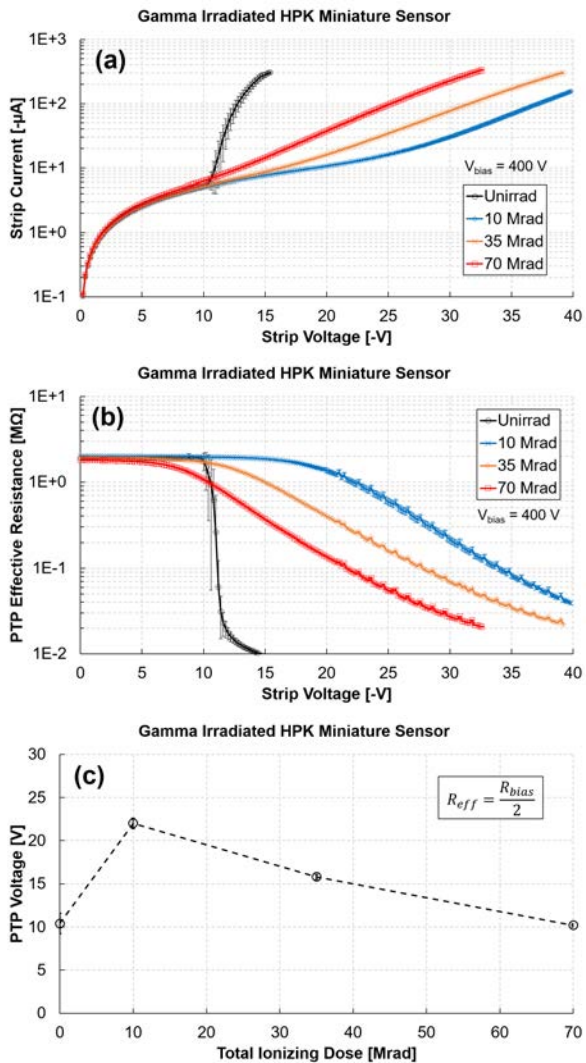 Gamma Irradiated HPK Miniature Sensor
(a)
1E+3
1E+2
1E+1
1E+0
1E-1
Strip Current [-µA]
V_bias = 400 V
Unirrad
10 Mrad
35 Mrad
70 Mrad
0 5 10 15 20 25 30 35 40
Strip Voltage [-V]
Gamma Irradiated HPK Miniature Sensor
(b)
1E+1
1E+0
1E-1
1E-2
PTP Effective Resistance [MΩ]
Unirrad
10 Mrad
35 Mrad
70 Mrad
V_bias = 400 V
0 5 10 15 20 25 30 35 40
Strip Voltage [-V]
Gamma Irradiated HPK Miniature Sensor
(c)
30
25
20
15
10
5
0
PTP Voltage [V]
R_eff = R_bias / 2
0 10 20 30 40 50 60 70
Total Ionizing Dose [Mrad]